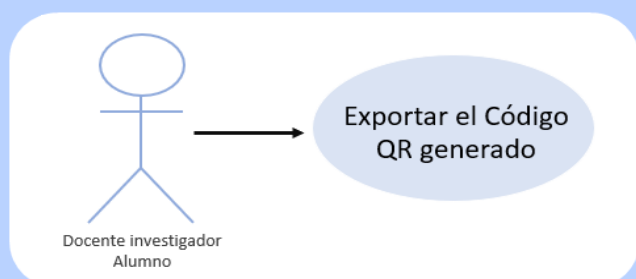 Exportar el Código
QR generado
Docente investigador
Alumno